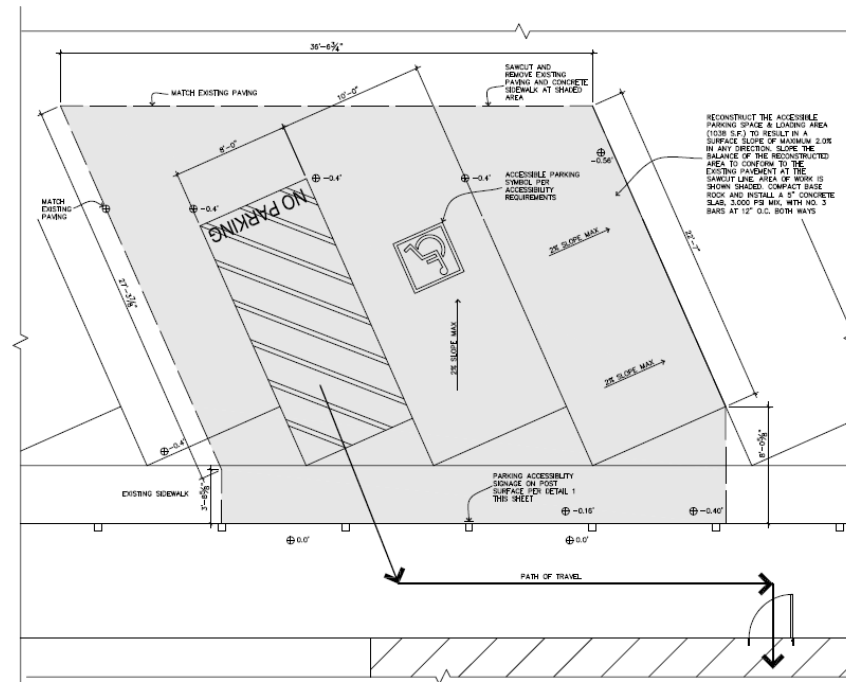 36'-6¾"
MATCH EXISTING PAVING
SAWCUT AND
REMOVE EXISTING
PAVING AND CONCRETE
SIDEWALK AT SHADED
AREA
10'-0"
8'-0"
RECONSTRUCT THE ACCESSIBLE
PARKING SPACE & LOADING AREA
(1038 S.F.) TO RESULT IN A
SURFACE SLOPE OF MAXIMUM 2.0%
IN ANY DIRECTION. SLOPE THE
BALANCE OF THE RECONSTRUCTED
AREA TO CONFORM TO THE
EXISTING PAVEMENT AT THE
SAWCUT LINE. AREA OF WORK IS
SHOWN SHADED. COMPACT BASE
ROCK AND INSTALL A 5" CONCRETE
SLAB, 3,000 PSI MIX, WITH NO. 3
BARS AT 12" O.C. BOTH WAYS
-0.56'
ACCESSIBLE PARKING
SYMBOL PER
ACCESSIBILITY
REQUIREMENTS
-0.4'
-0.4'
-0.4'
-0.4'
MATCH
EXISTING
PAVING
NO PARKING
2% SLOPE MAX
22'-7"
27'-3⅞"
2% SLOPE MAX
2% SLOPE MAX
-0.4'
8'-0⅝"
EXISTING SIDEWALK
PARKING ACCESSIBLITY
SIGNAGE ON POST
SURFACE PER DETAIL 1
THIS SHEET
-0.16'
-0.40'
0.0'
0.0'
PATH OF TRAVEL